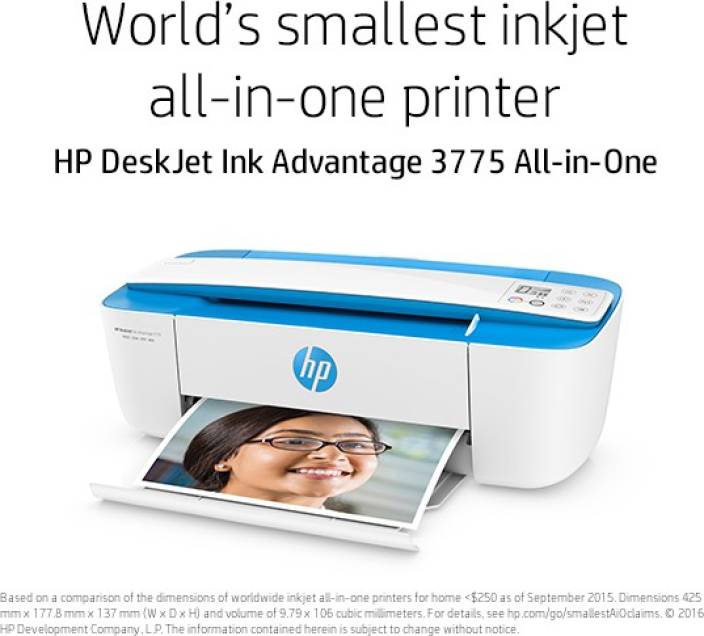 World's smallest inkjet
all-in-one printer
HP DeskJet Ink Advantage 3775 All-in-One
hp
Based on a comparison of the dimensions of worldwide inkjet all-in-one printers for home <$250 as of September 2015. Dimensions 425
mm x 177.8 mm x 137 mm (W x D x H) and volume of 9.79 x 106 cubic millimeters. For details, see hp.com/go/smallestAiOclaims. © 2016
HP Development Company, L.P. The information contained herein is subject to change without notice.